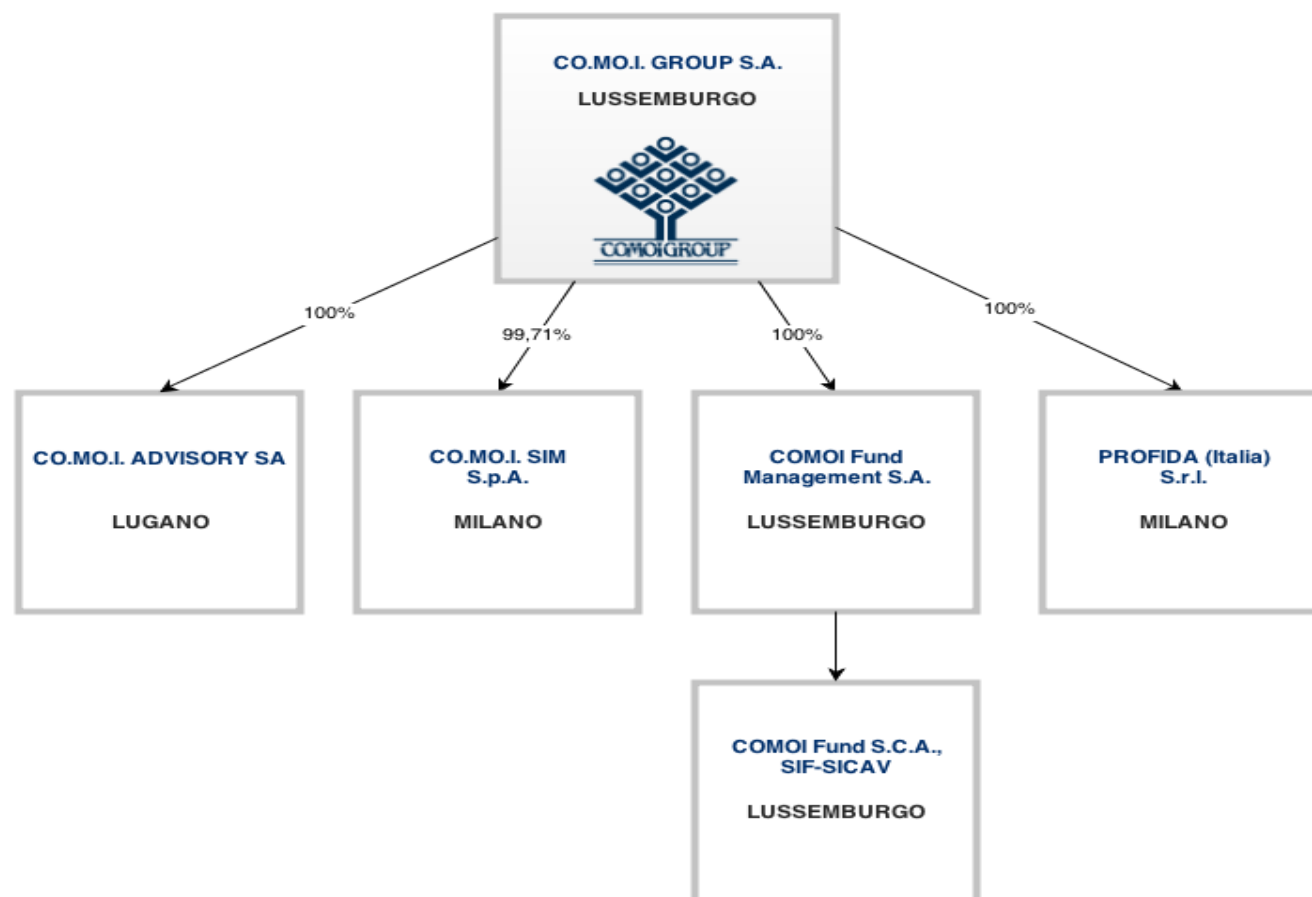 CO.MO.I. GROUP S.A.
LUSSEMBURGO
COMOIGROUP
100%
99,71%
100%
100%
CO.MO.I. ADVISORY SA
LUGANO
CO.MO.I. SIM
S.p.A.
MILANO
COMOI Fund
Management S.A.
LUSSEMBURGO
PROFIDA (Italia)
S.r.l.
MILANO
COMOI Fund S.C.A.,
SIF-SICAV
LUSSEMBURGO